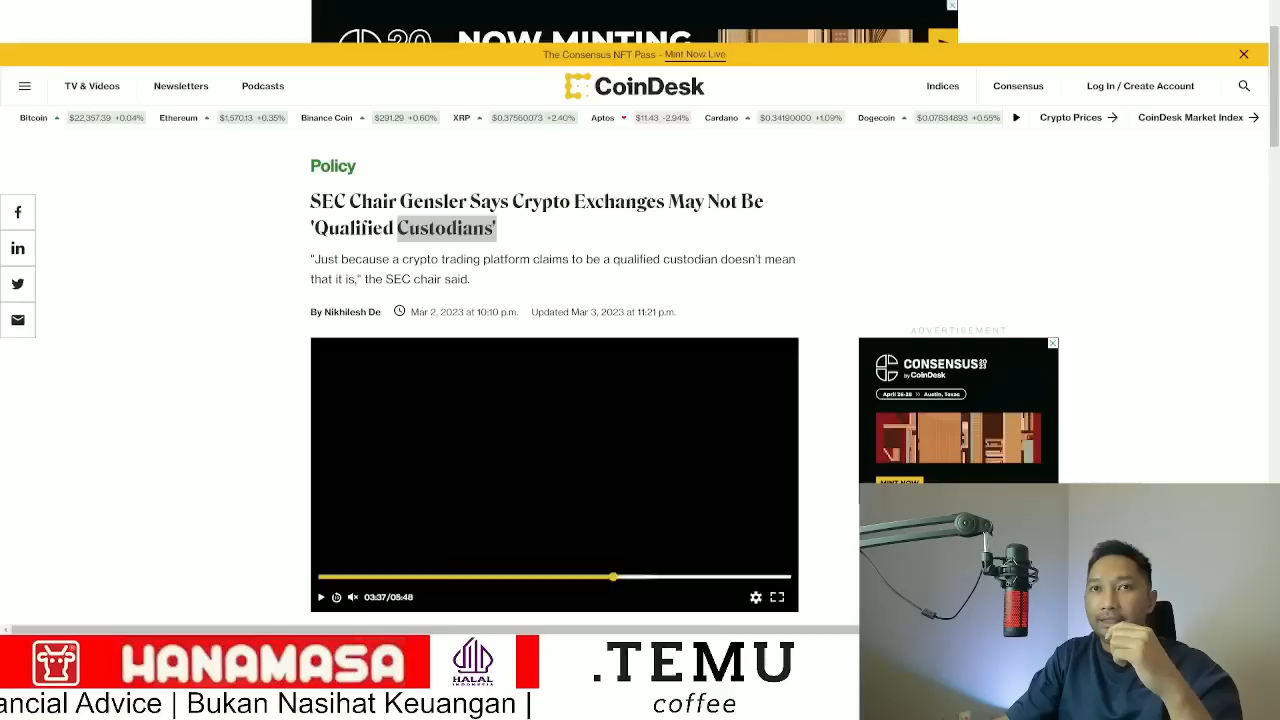 NOW MINTING
The Consensus NFT Pass - Mint Now Live
TV & Videos Newsletters Podcasts CoinDesk Indices Consensus Log In / Create Account
Bitcoin $22,357.39 +0.04% Ethereum $1,570.13 +0.35% Binance Coin $291.29 +0.60% XRP $0.37560073 +2.40% Aptos $11.43 -2.94% Cardano $0.34190000 +1.09% Dogecoin $0.07634893 +0.55% Crypto Prices CoinDesk Market Index
Policy
SEC Chair Gensler Says Crypto Exchanges May Not Be
'Qualified Custodians'
"Just because a crypto trading platform claims to be a qualified custodian doesn't mean
that it is," the SEC chair said.
By Nikhilesh De Mar 2, 2023 at 10:10 p.m. Updated Mar 3, 2023 at 11:21 p.m.
ADVERTISEMENT
CONSENSUS 2023
by CoinDesk
April 26-28 Austin, Texas
MINT NOW
03:37/05:48
HANAMASA
HALAL
INDONESIA
.TEMU
coffee
ancial Advice | Bukan Nasihat Keuangan |